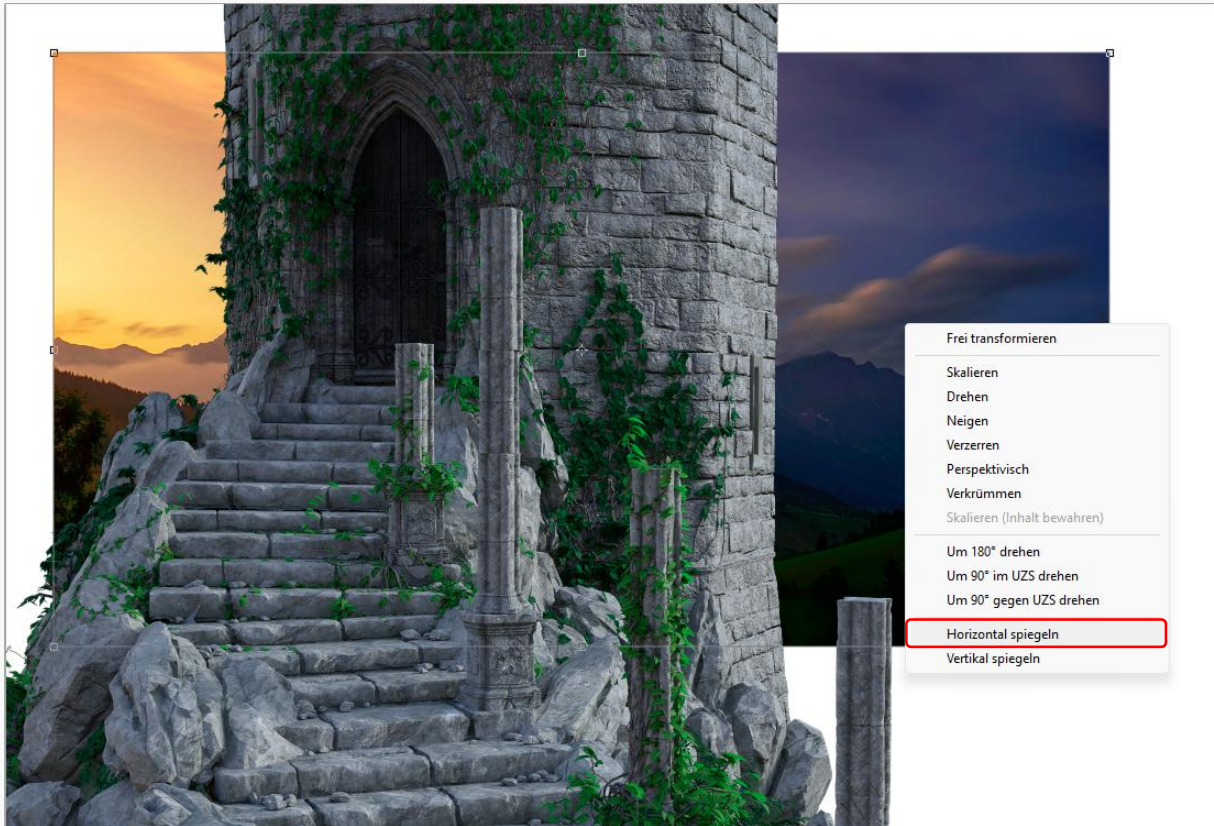 Frei transformieren
Skalieren
Drehen
Neigen
Verzerren
Perspektivisch
Verkrümmen
Skalieren (Inhalt bewahren)
Um 180° drehen
Um 90° im UZS drehen
Um 90° gegen UZS drehen
Horizontal spiegeln
Vertikal spiegeln